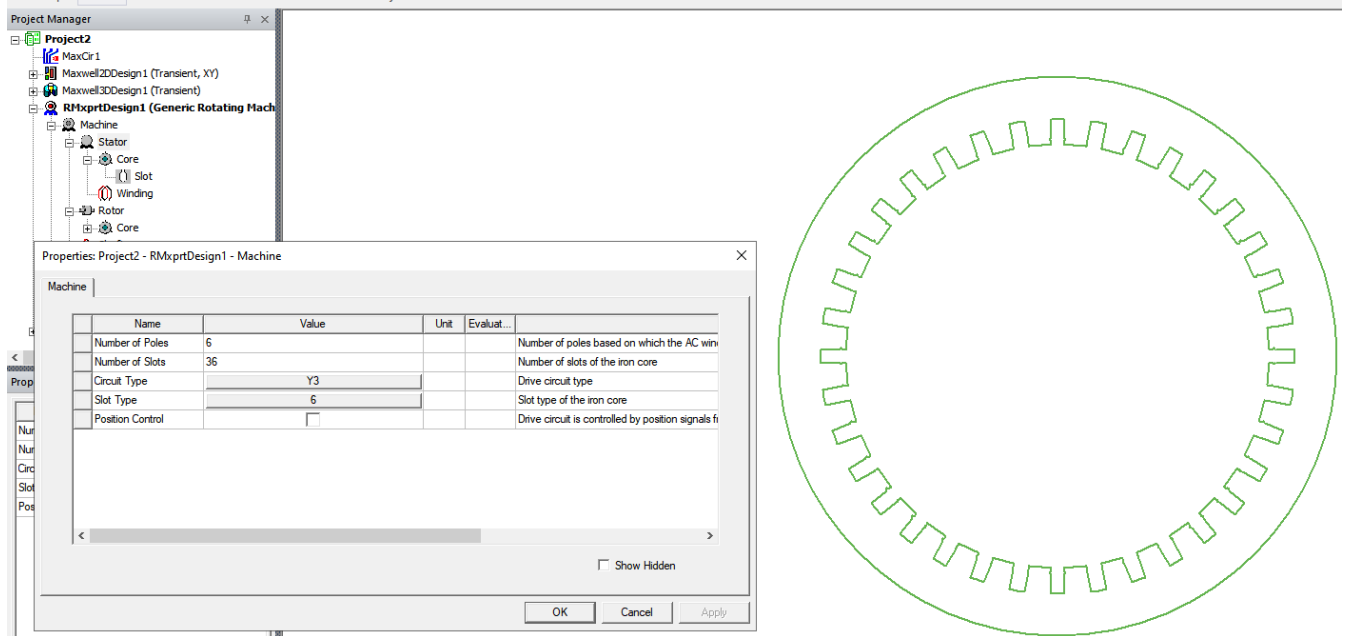 Project Manager
Project2
MaxCir1
Maxwell2DDesign1 (Transient, XY)
Maxwell3DDesign1 (Transient)
RMxprtDesign1 (Generic Rotating Mach
Machine
Stator
Core
Slot
Winding
Rotor
Core
Properties: Project2 - RMxprtDesign1 - Machine
Machine
Name Value Unit Evaluat...
Number of Poles 6 Number of poles based on which the AC win
Number of Slots 36 Number of slots of the iron core
Circuit Type Y3 Drive circuit type
Slot Type 6 Slot type of the iron core
Position Control Drive circuit is controlled by position signals fr
Show Hidden
OK Cancel Apply
Prop
Nur
Nur
Circ
Slot
Pos